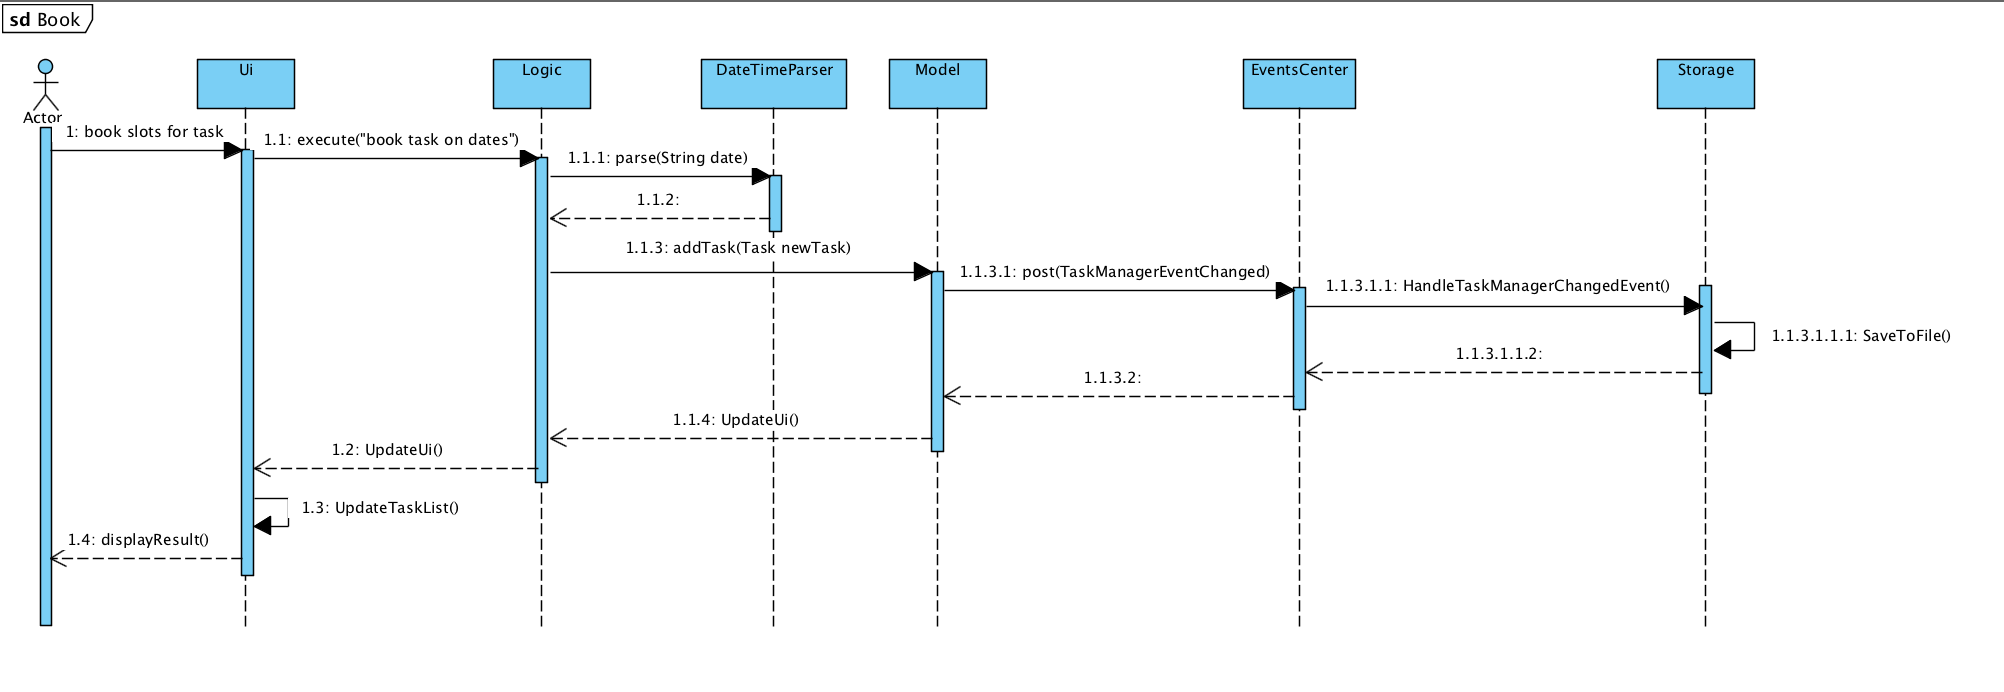 sd Book
Actor
Ui
Logic
DateTimeParser
Model
EventsCenter
Storage
1: book slots for task
1.1: execute("book task on dates")
1.1.1: parse(String date)
1.1.2:
1.1.3: addTask(Task newTask)
1.1.3.1: post(TaskManagerEventChanged)
1.1.3.1.1: HandleTaskManagerChangedEvent()
1.1.3.1.1.1: SaveToFile()
1.1.3.1.1.2:
1.1.3.2:
1.1.4: UpdateUi()
1.2: UpdateUi()
1.3: UpdateTaskList()
1.4: displayResult()